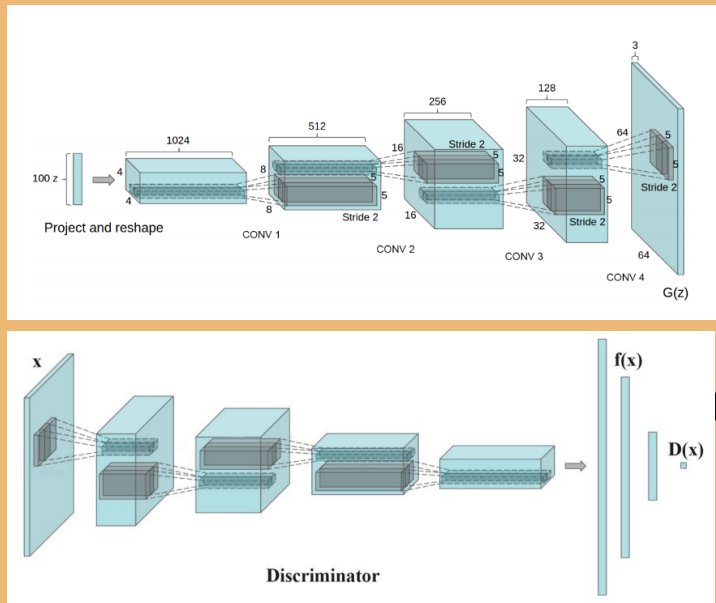 3
128
256
512
1024
64
5
5
Stride 2
16
5
5
32
5
5
Stride 2
8
5
5
Stride 2
4
4
100 z
8
16
32
64
Stride 2
Project and reshape
CONV 1
CONV 2
CONV 3
CONV 4
G(z)
x
f(x)
D(x)
Discriminator